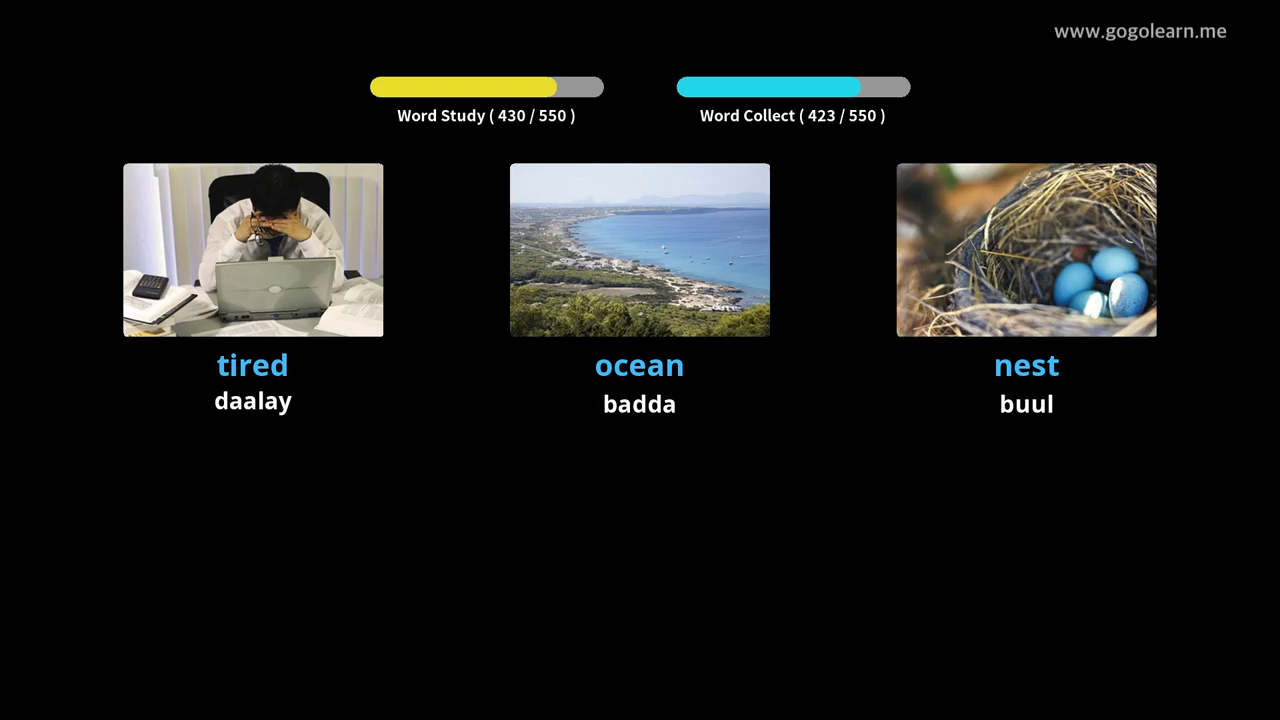 www.gogolearn.me
Word Study ( 430 / 550 )
Word Collect ( 423 / 550 )
tired
daalay
ocean
badda
nest
buul